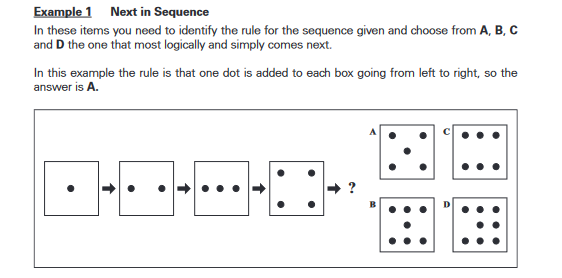 Example 1 Next in Sequence
In these items you need to identify the rule for the sequence given and choose from A, B, C
and D the one that most logically and simply comes next.
In this example the rule is that one dot is added to each box going from left to right, so the
answer is A.
A
C
?
B
D